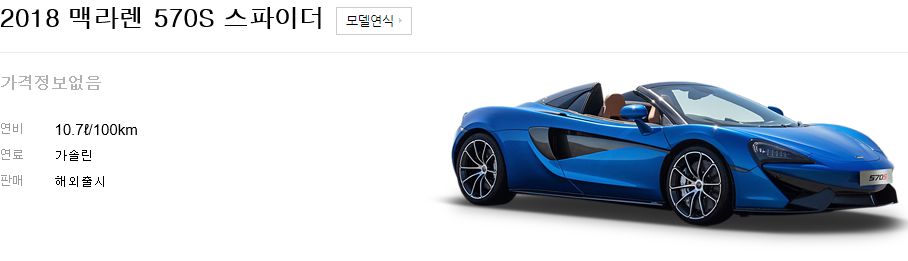 2018 맥라렌 570S 스파이더 모델연식 ›
가격정보없음
연비 10.7ℓ/100km
연료 가솔린
판매 해외출시
570S